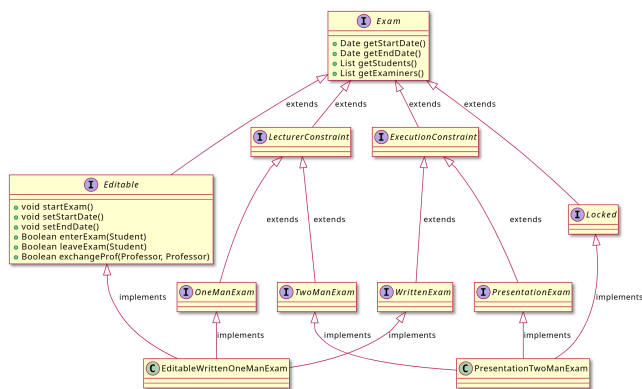 I Exam
Date getStartDate()
Date getEndDate()
List getStudents()
List getExaminers()
extends extends extends extends
I LecturerConstraint
I ExecutionConstraint
I Editable
void startExam()
void setStartDate()
void setEndDate()
Boolean enterExam(Student)
Boolean leaveExam(Student)
Boolean exchangeProf(Professor, Professor)
I Locked
extends extends extends extends
I OneManExam
I TwoManExam
I WrittenExam
I PresentationExam
implements implements
implements implements implements implements
implements
C EditableWrittenOneManExam
C PresentationTwoManExam